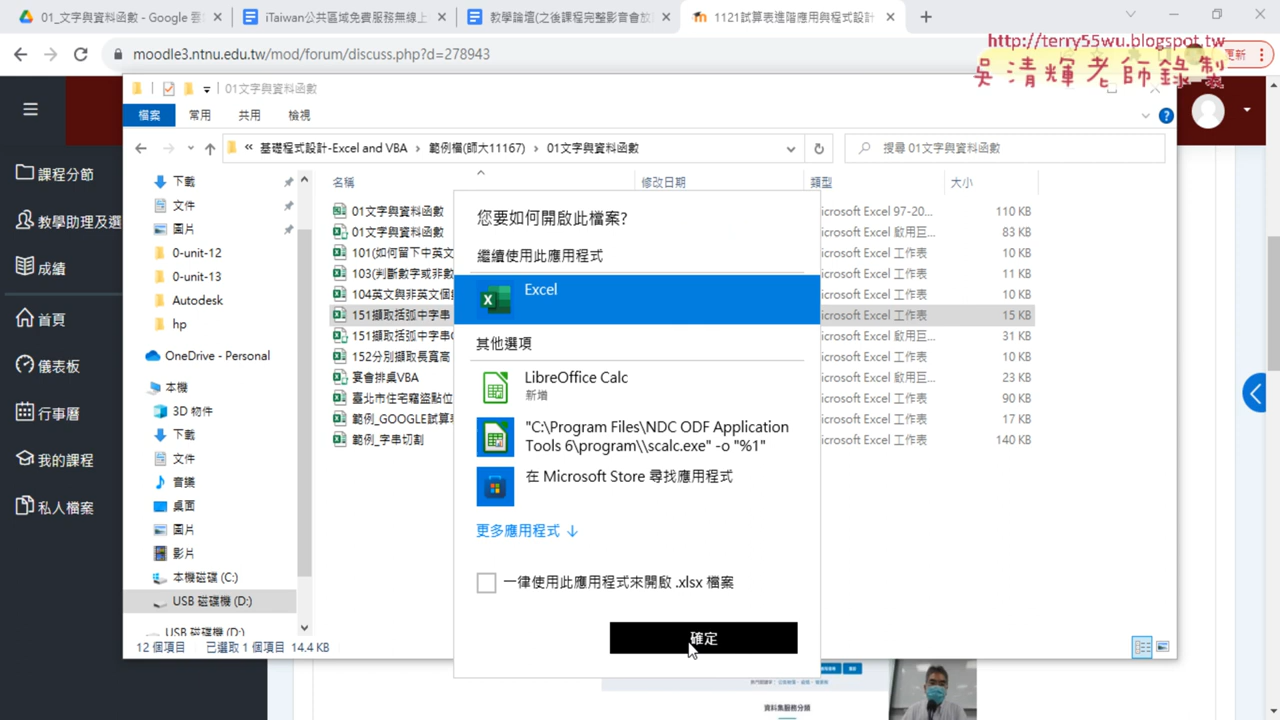 01_文字與資料函數 - Google 雲
iTaiwan公共區域免費服務無線上
教學論壇(之後課程完整影音會放
1121試算表進階應用與程式設計
http://terry55wu.blogspot.tw
moodle3.ntnu.edu.tw/mod/forum/discuss.php?d=278943
更新
吳清輝老師錄製
01文字與資料函數
檔案 常用 共用 檢視
« 基礎程式設計-Excel and VBA › 範例檔(師大11167) › 01文字與資料函數
搜尋 01文字與資料函數
課程分節
教學助理及選
成績
首頁
儀表板
行事曆
我的課程
私人檔案
下載
文件
圖片
0-unit-12
0-unit-13
Autodesk
hp
OneDrive - Personal
本機
3D 物件
下載
文件
音樂
桌面
圖片
影片
本機磁碟 (C:)
USB 磁碟機 (D:)
USB 磁碟機 (D:)
名稱 修改日期 類型 大小
01文字與資料函數 icrosoft Excel 97-20... 110 KB
01文字與資料函數 icrosoft Excel 啟用巨... 83 KB
101(如何留下中英文 icrosoft Excel 工作表 10 KB
103(判斷數字或非數 icrosoft Excel 工作表 11 KB
104英文與非英文個 icrosoft Excel 工作表 10 KB
151擷取括弧中字串 icrosoft Excel 工作表 15 KB
151擷取括弧中字串( icrosoft Excel 啟用巨... 31 KB
152分別擷取長寬高 icrosoft Excel 工作表 10 KB
宴會排桌VBA icrosoft Excel 啟用巨... 23 KB
臺北市住宅竊盜點位 icrosoft Excel 工作表 90 KB
範例_GOOGLE試算表 icrosoft Excel 工作表 17 KB
範例_字串切割 icrosoft Excel 工作表 140 KB
您要如何開啟此檔案?
繼續使用此應用程式
Excel
其他選項
LibreOffice Calc
新增
"C:\Program Files\NDC ODF Application
Tools 6\program\\scalc.exe" -o "%1"
在 Microsoft Store 尋找應用程式
更多應用程式 ↓
一律使用此應用程式來開啟 .xlsx 檔案
確定
12 個項目 已選取 1 個項目 14.4 KB
資料集服務分類